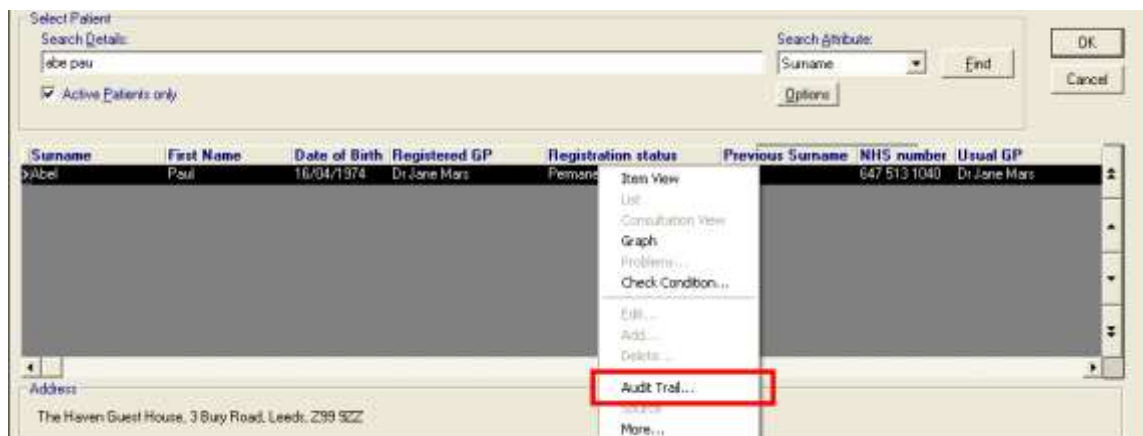 Select Patient
Search Details:
abe pau
Search Attribute:
Surname
Find
OK
Cancel
Active Patients only
Options
Surname First Name Date of Birth Registered GP Registration status Previous Surname NHS number Usual GP
Abel Paul 16/04/1974 Dr Jane Mars Permane 647 513 1040 Dr Jane Mars
Item View
List
Consultation View
Graph
Problems...
Check Condition...
Edit...
Add...
Delete...
Audit Trail...
Source
More...
Address
The Haven Guest House, 3 Bury Road, Leeds, Z99 9ZZ